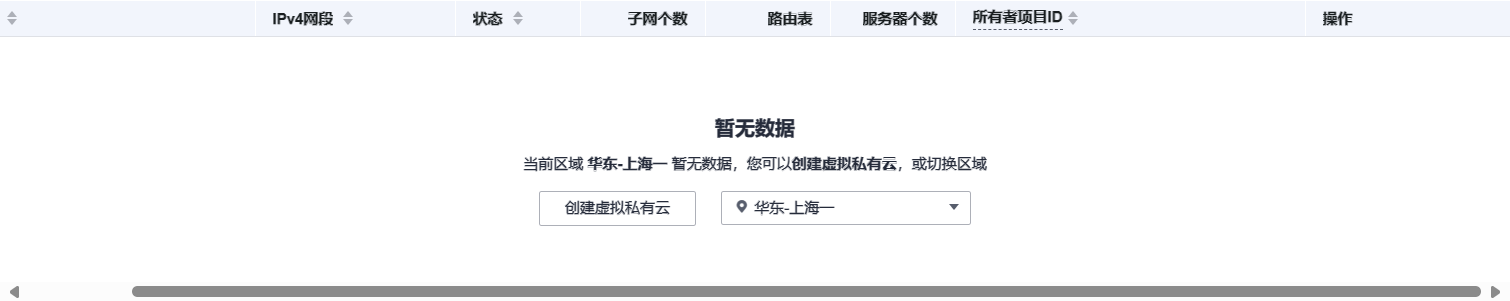 IPv4网段 状态 子网个数 路由表 服务器个数 所有者项目ID 操作
暂无数据
当前区域 华东-上海一 暂无数据，您可以创建虚拟私有云，或切换区域
创建虚拟私有云 华东-上海一